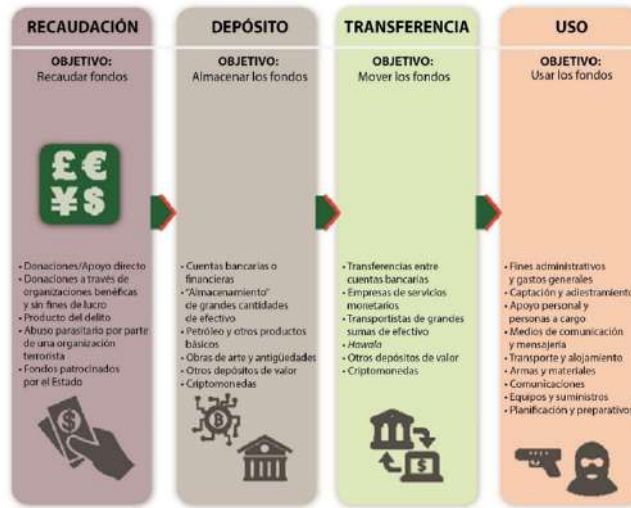 RECAUDACIÓN
OBJETIVO:
Recaudar fondos
£ €
¥ $
• Donaciones/Apoyo directo
• Donaciones a través de
organizaciones benéficas
y sin fines de lucro
• Producto del delito
• Abuso parasitario por parte
de una organización
terrorista
• Fondos patrocinados
por el Estado
$
DEPÓSITO
OBJETIVO:
Almacenar los fondos
• Cuentas bancarias o
financieras
• "Almacenamiento"
de grandes cantidades
de efectivo
• Petróleo y otros productos
básicos
• Obras de arte y antigüedades
• Otros depósitos de valor
• Criptomonedas
TRANSFERENCIA
OBJETIVO:
Mover los fondos
• Transferencias entre
cuentas bancarias
• Empresas de servicios
monetarios
• Transportistas de grandes
sumas de efectivo
• Hawala
• Otros depósitos de valor
• Criptomonedas
$
USO
OBJETIVO:
Usar los fondos
• Fines administrativos
y gastos generales
• Captación y adiestramiento
• Apoyo personal y
personas a cargo
• Medios de comunicación
y mensajería
• Transporte y alojamiento
• Armas y materiales
• Comunicaciones
• Equipos y suministros
• Planificación y preparativos